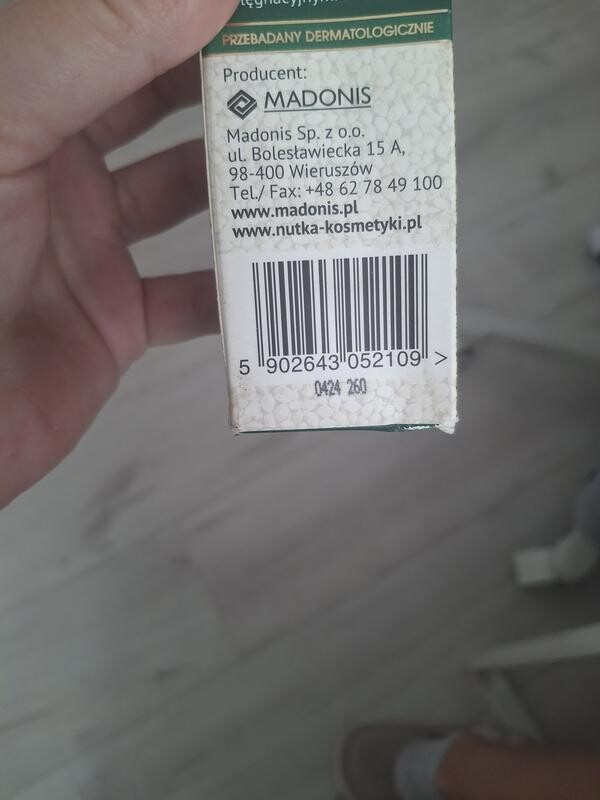 PRZEBADANY DERMATOLOGICZNIE
Producent:
MADONIS
Madonis Sp. z o.o.
ul. Bolesławiecka 15 A,
98-400 Wieruszów
Tel./ Fax: +48 62 78 49 100
www.madonis.pl
www.nutka-kosmetyki.pl
5 902643 052109 >
0424 260